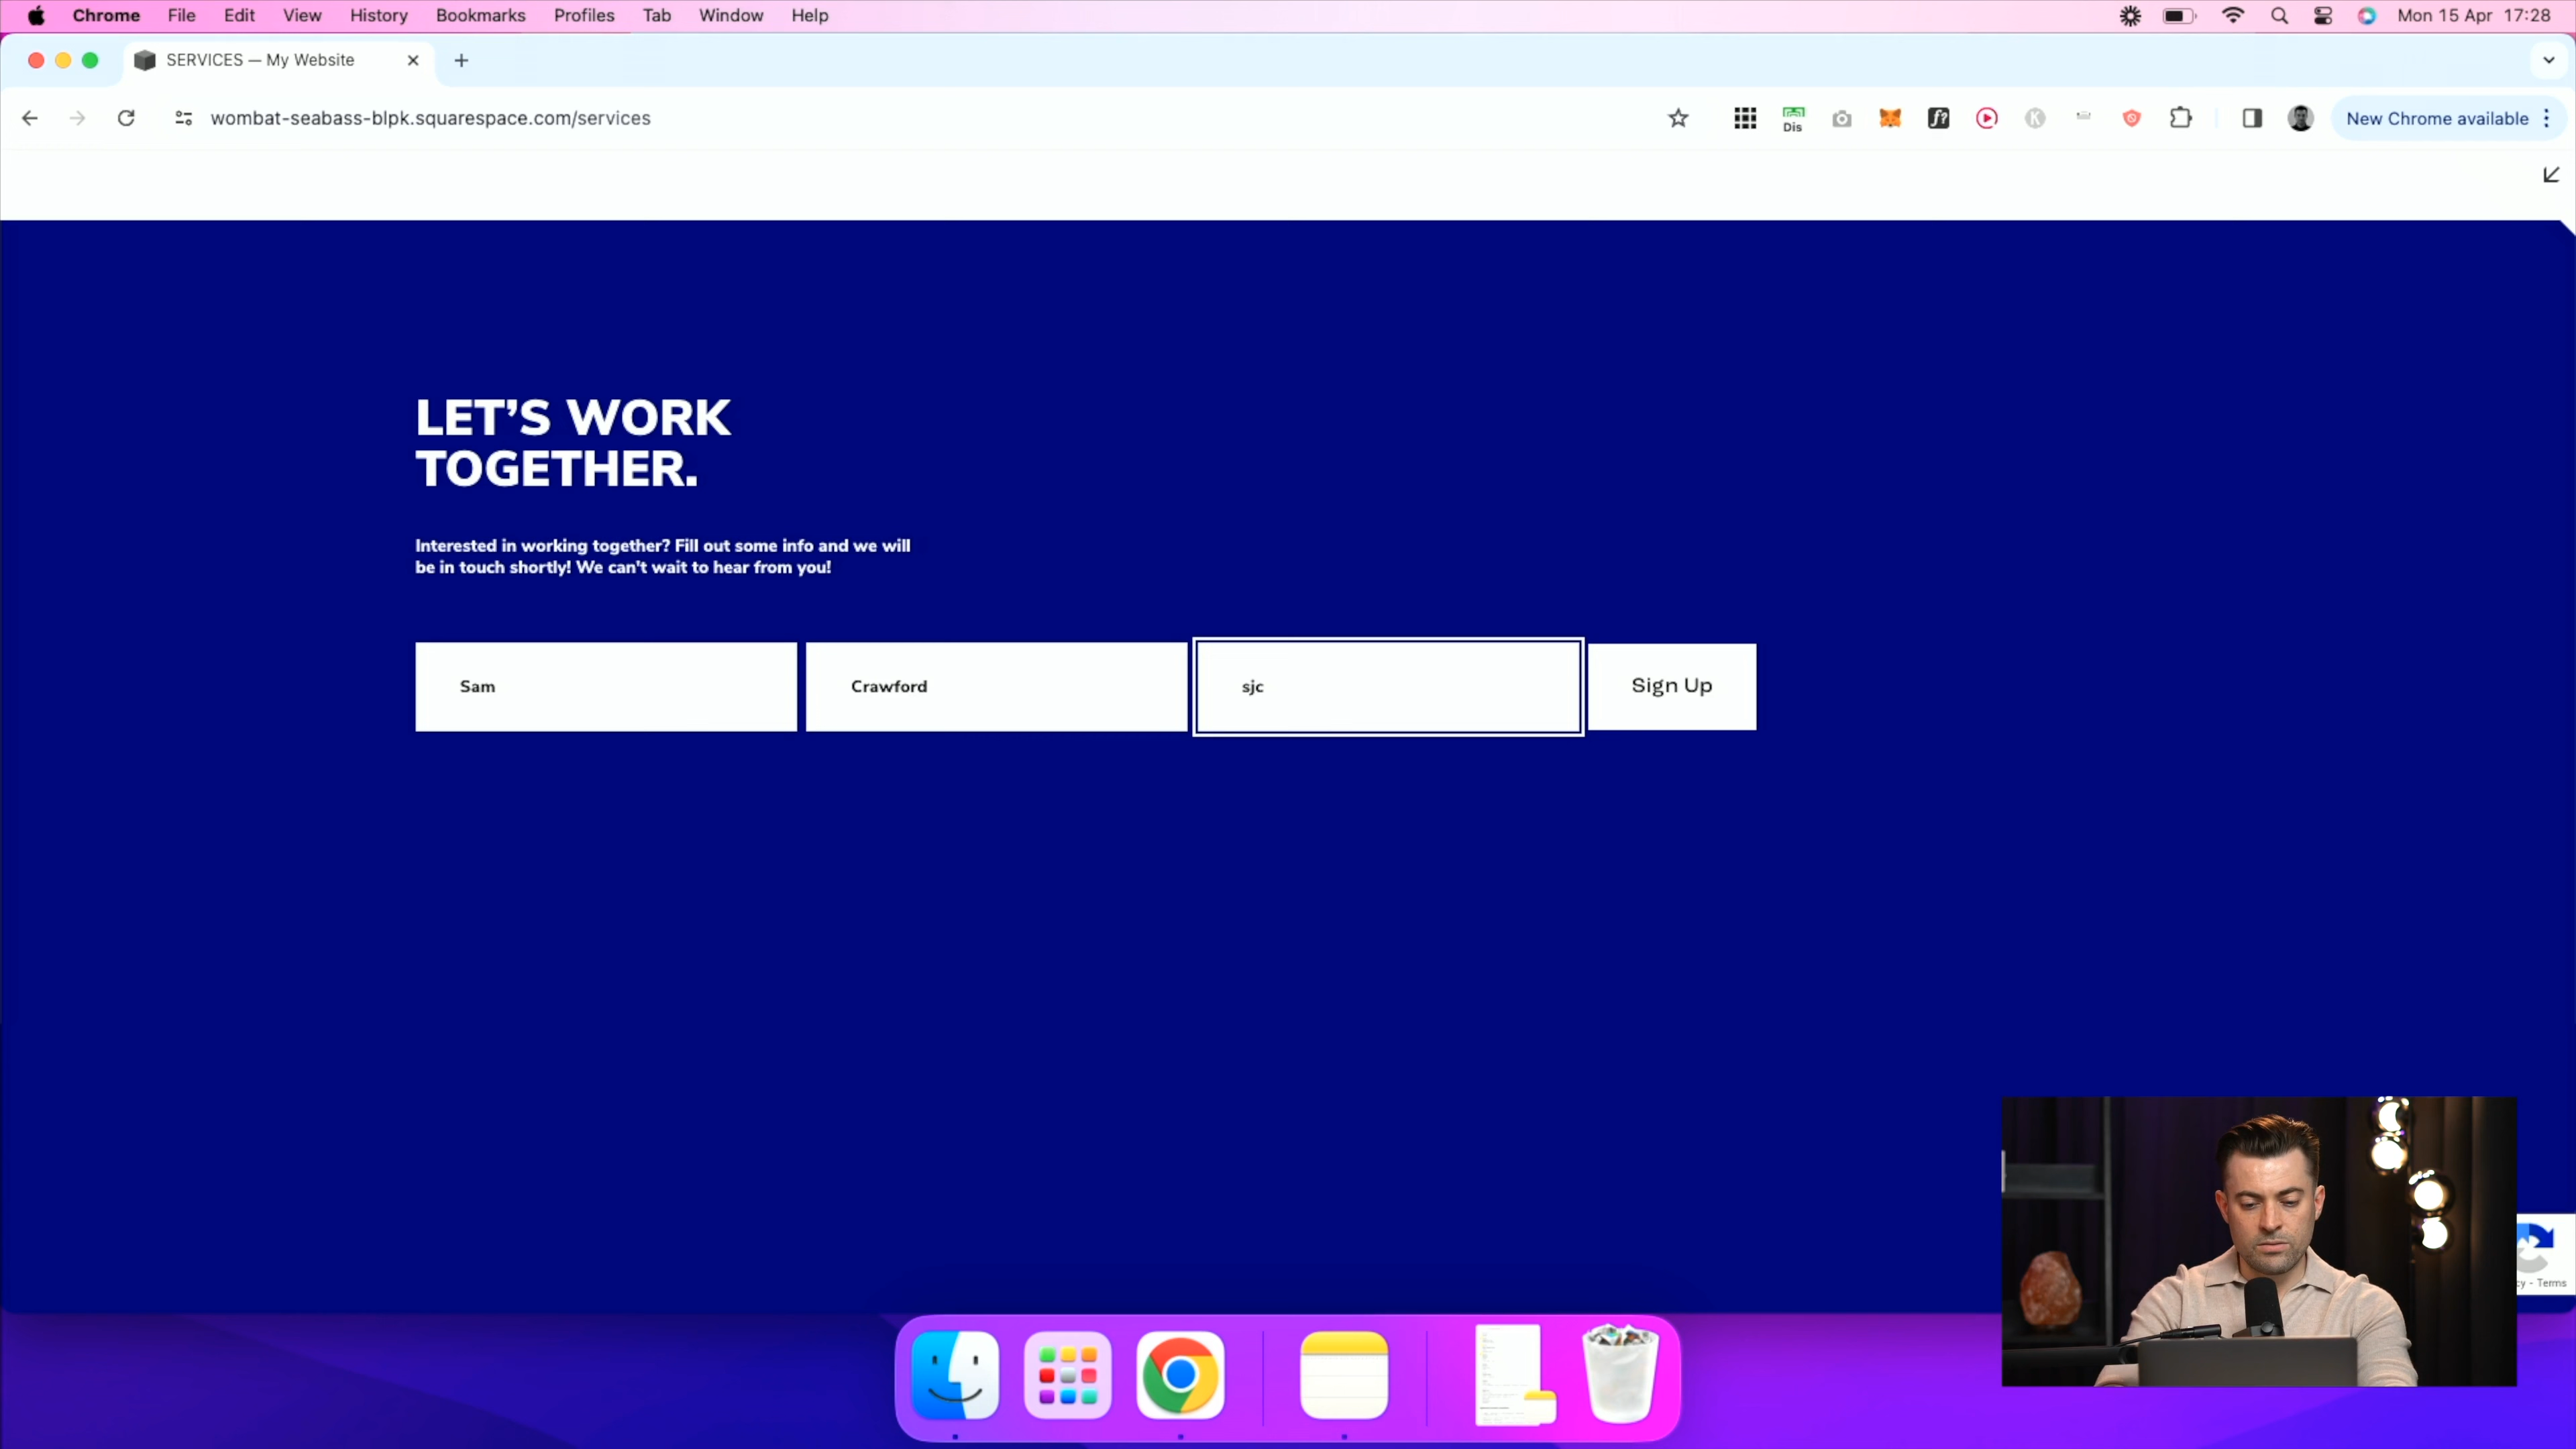 Chrome File Edit View History Bookmarks Profiles Tab Window Help Mon 15 Apr 17:28
SERVICES — My Website
wombat-seabass-blpk.squarespace.com/services Dis New Chrome available
LET’S WORK
TOGETHER.
Interested in working together? Fill out some info and we will
be in touch shortly! We can't wait to hear from you!
Sam Crawford sjc Sign Up
- Terms